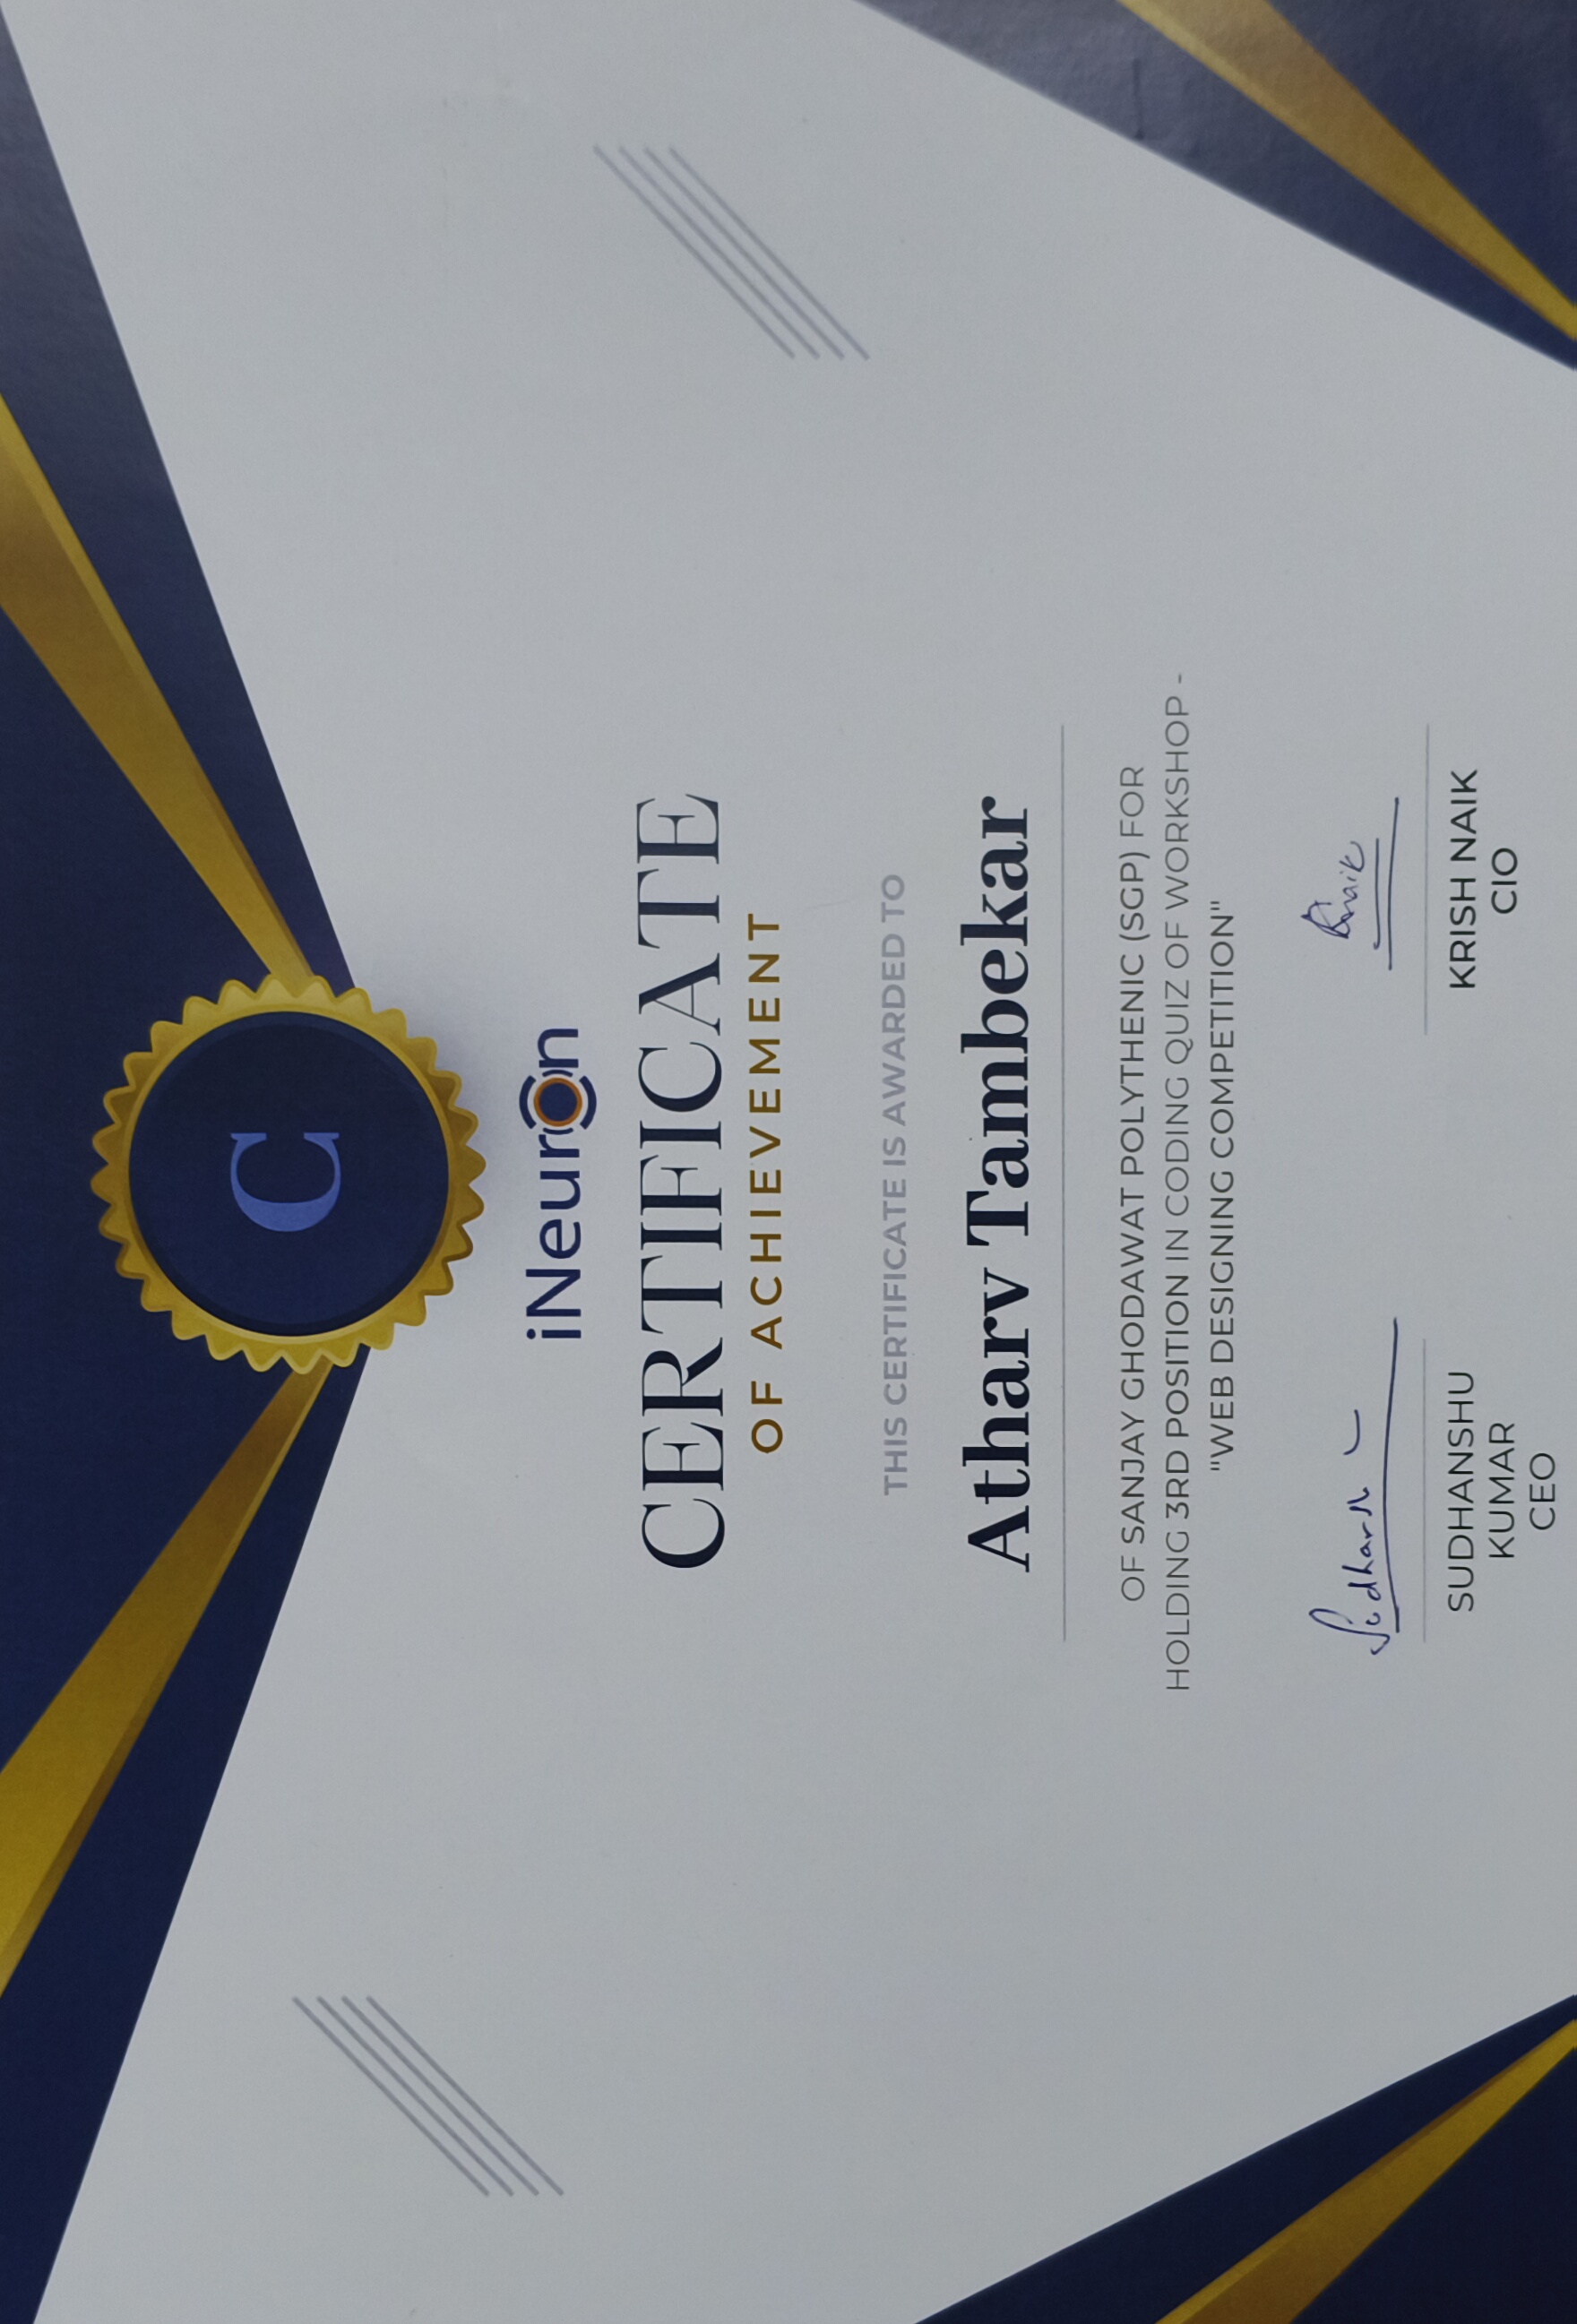 C
iNeuron
CERTIFICATE
OF ACHIEVEMENT
THIS CERTIFICATE IS AWARDED TO
Atharv Tambekar
OF SANJAY GHODAWAT POLYTHENIC (SGP) FOR
HOLDING 3RD POSITION IN CODING QUIZ OF WORKSHOP -
"WEB DESIGNING COMPETITION"
Knaik
SUDHANSHU
KUMAR
CEO
KRISH NAIK
CIO